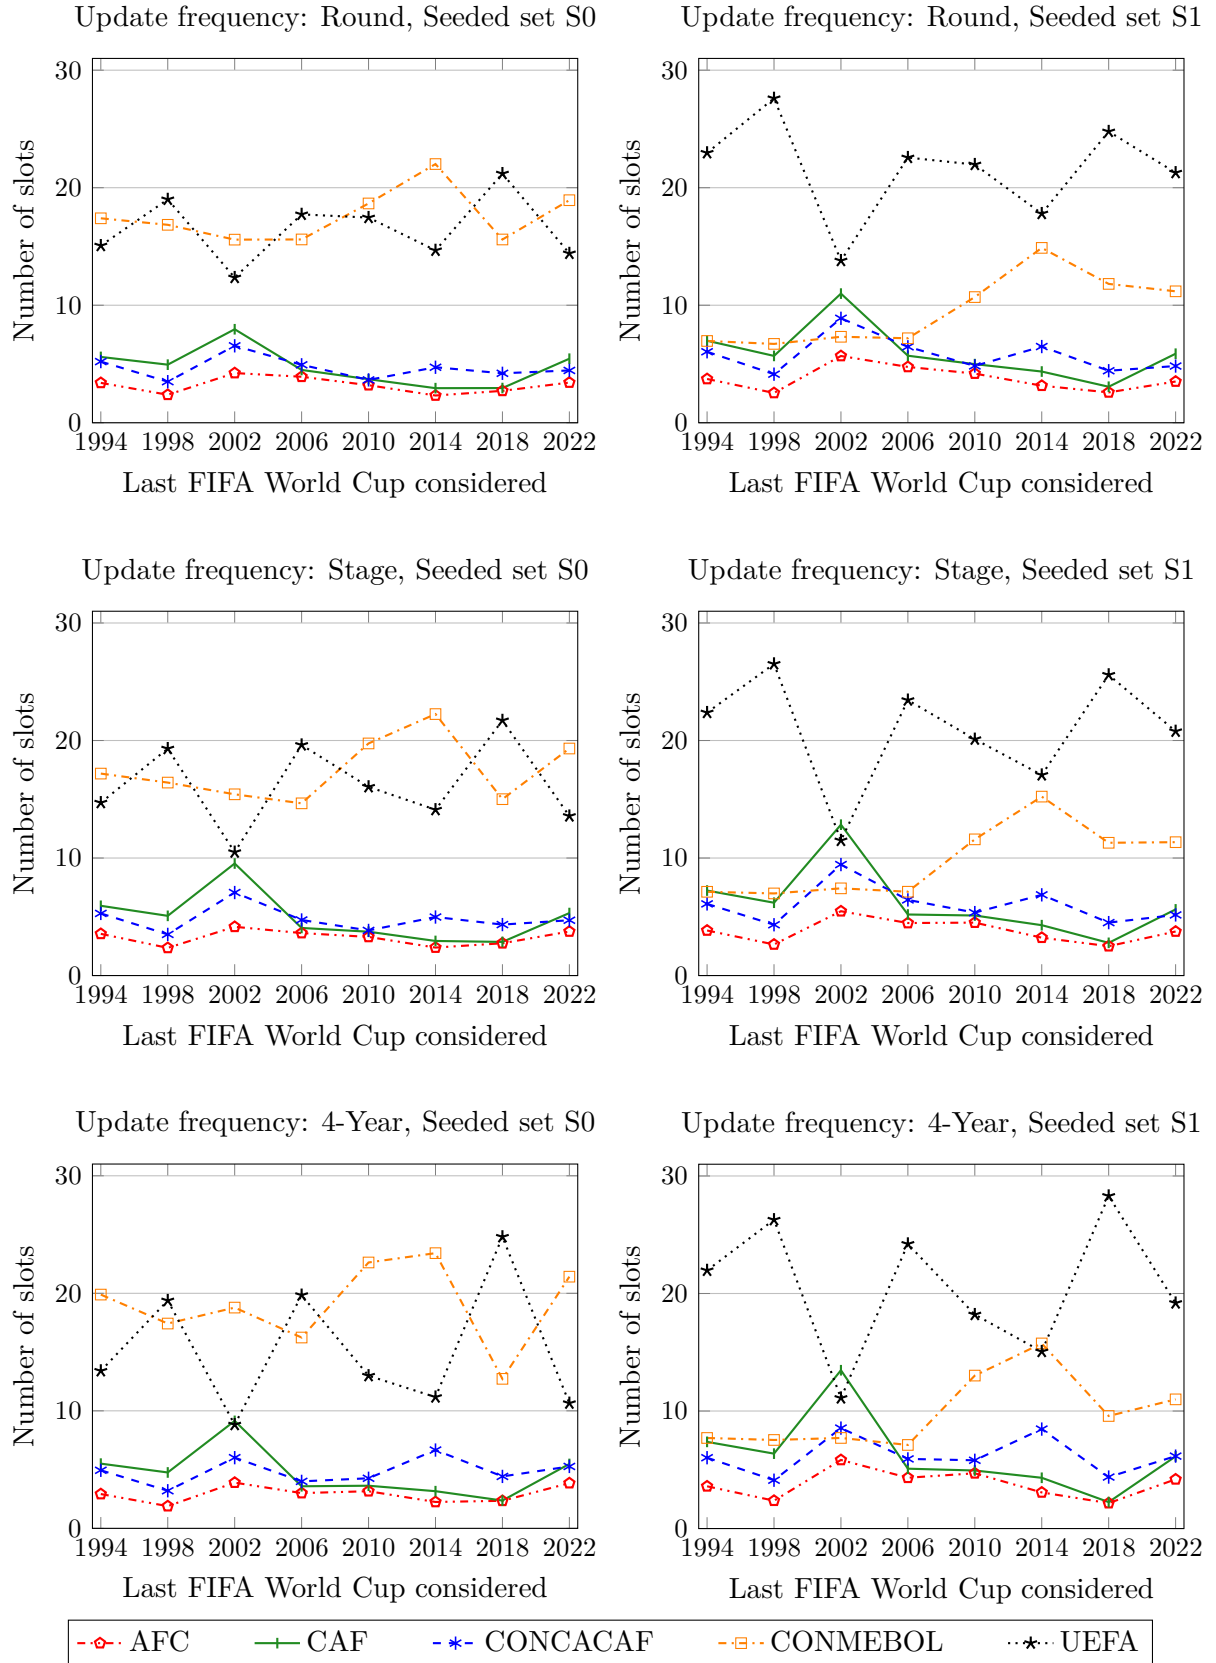 Update frequency: Round, Seeded set S0
Update frequency: Round, Seeded set S1
30
20
10
0
Number of slots
1994 1998 2002 2006 2010 2014 2018 2022
Last FIFA World Cup considered
30
20
10
0
Number of slots
1994 1998 2002 2006 2010 2014 2018 2022
Last FIFA World Cup considered
Update frequency: Stage, Seeded set S0
Update frequency: Stage, Seeded set S1
30
20
10
0
Number of slots
1994 1998 2002 2006 2010 2014 2018 2022
Last FIFA World Cup considered
30
20
10
0
Number of slots
1994 1998 2002 2006 2010 2014 2018 2022
Last FIFA World Cup considered
Update frequency: 4-Year, Seeded set S0
Update frequency: 4-Year, Seeded set S1
30
20
10
0
Number of slots
1994 1998 2002 2006 2010 2014 2018 2022
Last FIFA World Cup considered
30
20
10
0
Number of slots
1994 1998 2002 2006 2010 2014 2018 2022
Last FIFA World Cup considered
AFC CAF CONCACAF CONMEBOL UEFA